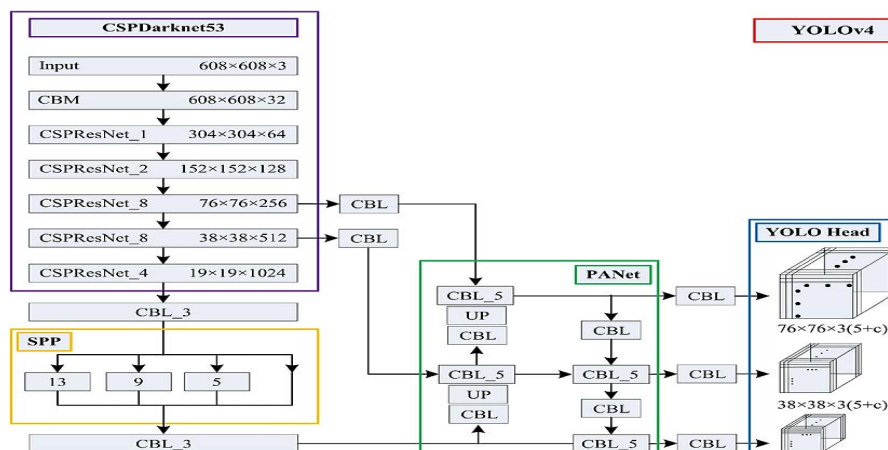 CSPDarknet53
YOLOv4
Input 608×608×3
CBM 608×608×32
CSPResNet_1 304×304×64
CSPResNet_2 152×152×128
CSPResNet_8 76×76×256
CBL
CSPResNet_8 38×38×512
CBL
YOLO Head
CSPResNet_4 19×19×1024
PANet
CBL_5
CBL
CBL_3
UP
76×76×3(5+c)
CBL
CBL
SPP
13
9
5
CBL_5
CBL_5
CBL
UP
CBL
CBL
38×38×3(5+c)
CBL_3
CBL_5
CBL